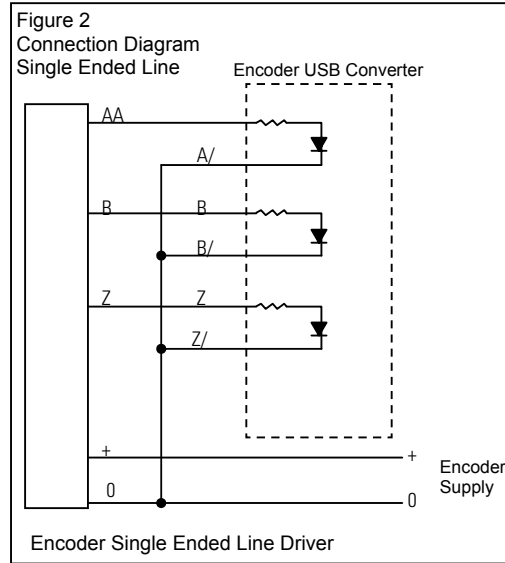 Figure 2
Connection Diagram
Single Ended Line
Encoder USB Converter
AA
A/
B B
B/
Z Z
Z/
+ +
Encoder
Supply
0 0
Encoder Single Ended Line Driver